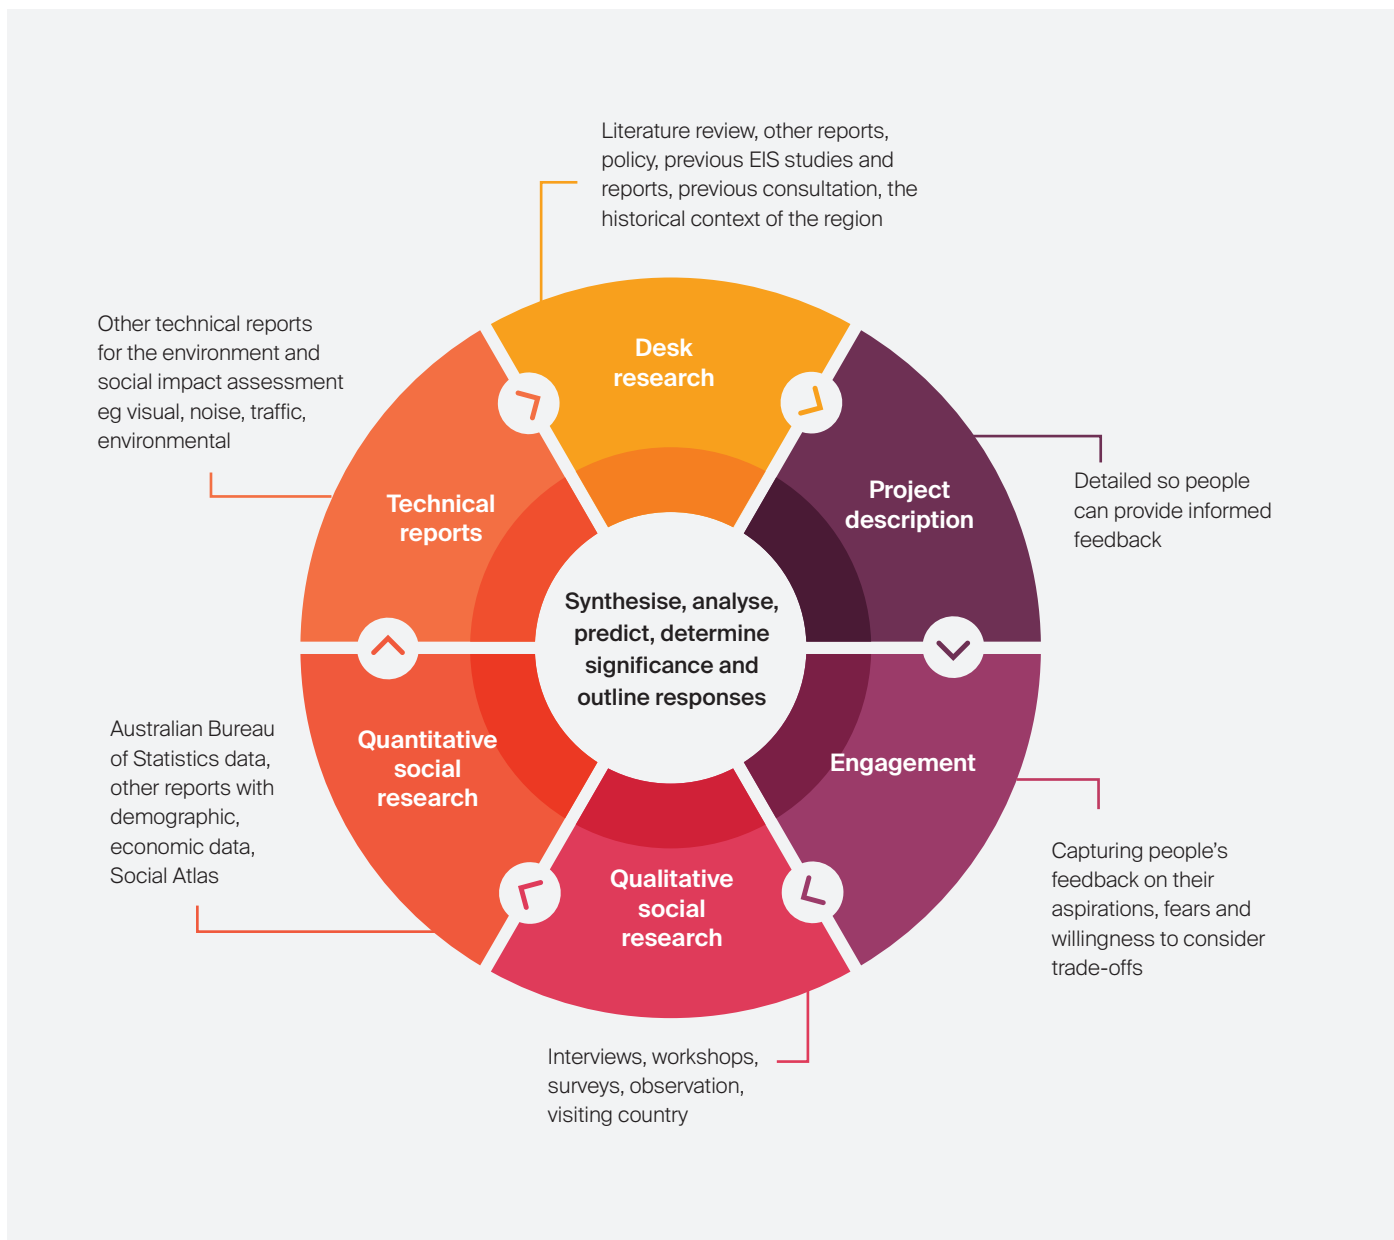 Literature review, other reports,
policy, previous EIS studies and
reports, previous consultation, the
historical context of the region
Desk
research
Project
description
Detailed so people
can provide informed
feedback
Engagement
Capturing people’s
feedback on their
aspirations, fears and
willingness to consider
trade-offs
Qualitative
social
research
Interviews, workshops,
surveys, observation,
visiting country
Quantitative
social
research
Australian Bureau
of Statistics data,
other reports with
demographic,
economic data,
Social Atlas
Technical
reports
Other technical reports
for the environment and
social impact assessment
eg visual, noise, traffic,
environmental
Synthesise, analyse,
predict, determine
significance and
outline responses